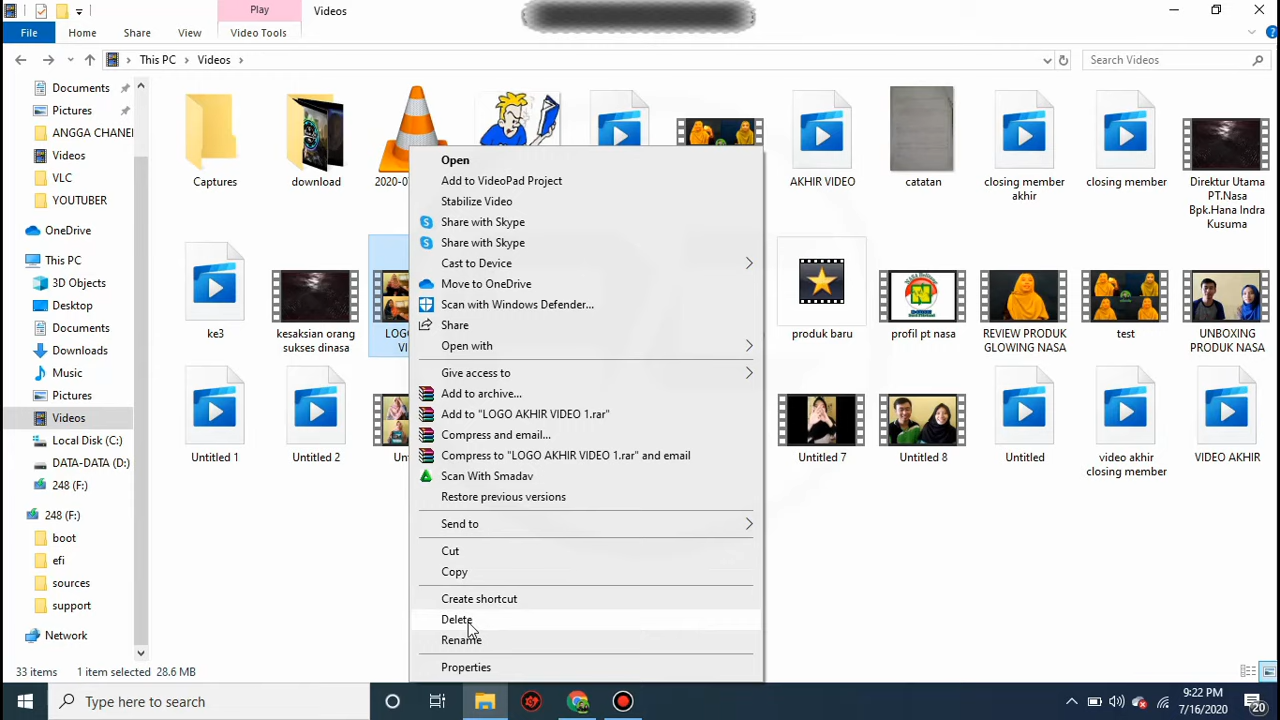 Play
Videos
File
Home
Share
View
Video Tools
This PC
Videos
Search Videos
Documents
Pictures
ANGGA CHANE
Videos
VLC
YOUTUBER
OneDrive
This PC
3D Objects
Desktop
Documents
Downloads
Music
Pictures
Videos
Local Disk (C:)
DATA-DATA (D:)
248 (F:)
248 (F:)
boot
efi
sources
support
Network
Captures
download
2020-0
AKHIR VIDEO
catatan
closing member
akhir
closing member
Direktur Utama
PT.Nasa
Bpk.Hana Indra
Kusuma
ke3
kesaksian orang
sukses dinasa
LOGO
VI
produk baru
profil pt nasa
REVIEW PRODUK
GLOWING NASA
test
UNBOXING
PRODUK NASA
Untitled 1
Untitled 2
Un
Untitled 7
Untitled 8
Untitled
video akhir
closing member
VIDEO AKHIR
Open
Add to VideoPad Project
Stabilize Video
Share with Skype
Share with Skype
Cast to Device
Move to OneDrive
Scan with Windows Defender...
Share
Open with
Give access to
Add to archive...
Add to "LOGO AKHIR VIDEO 1.rar"
Compress and email...
Compress to "LOGO AKHIR VIDEO 1.rar" and email
Scan With Smadav
Restore previous versions
Send to
Cut
Copy
Create shortcut
Delete
Rename
Properties
33 items
1 item selected 28.6 MB
Type here to search
9:22 PM
7/16/2020
20